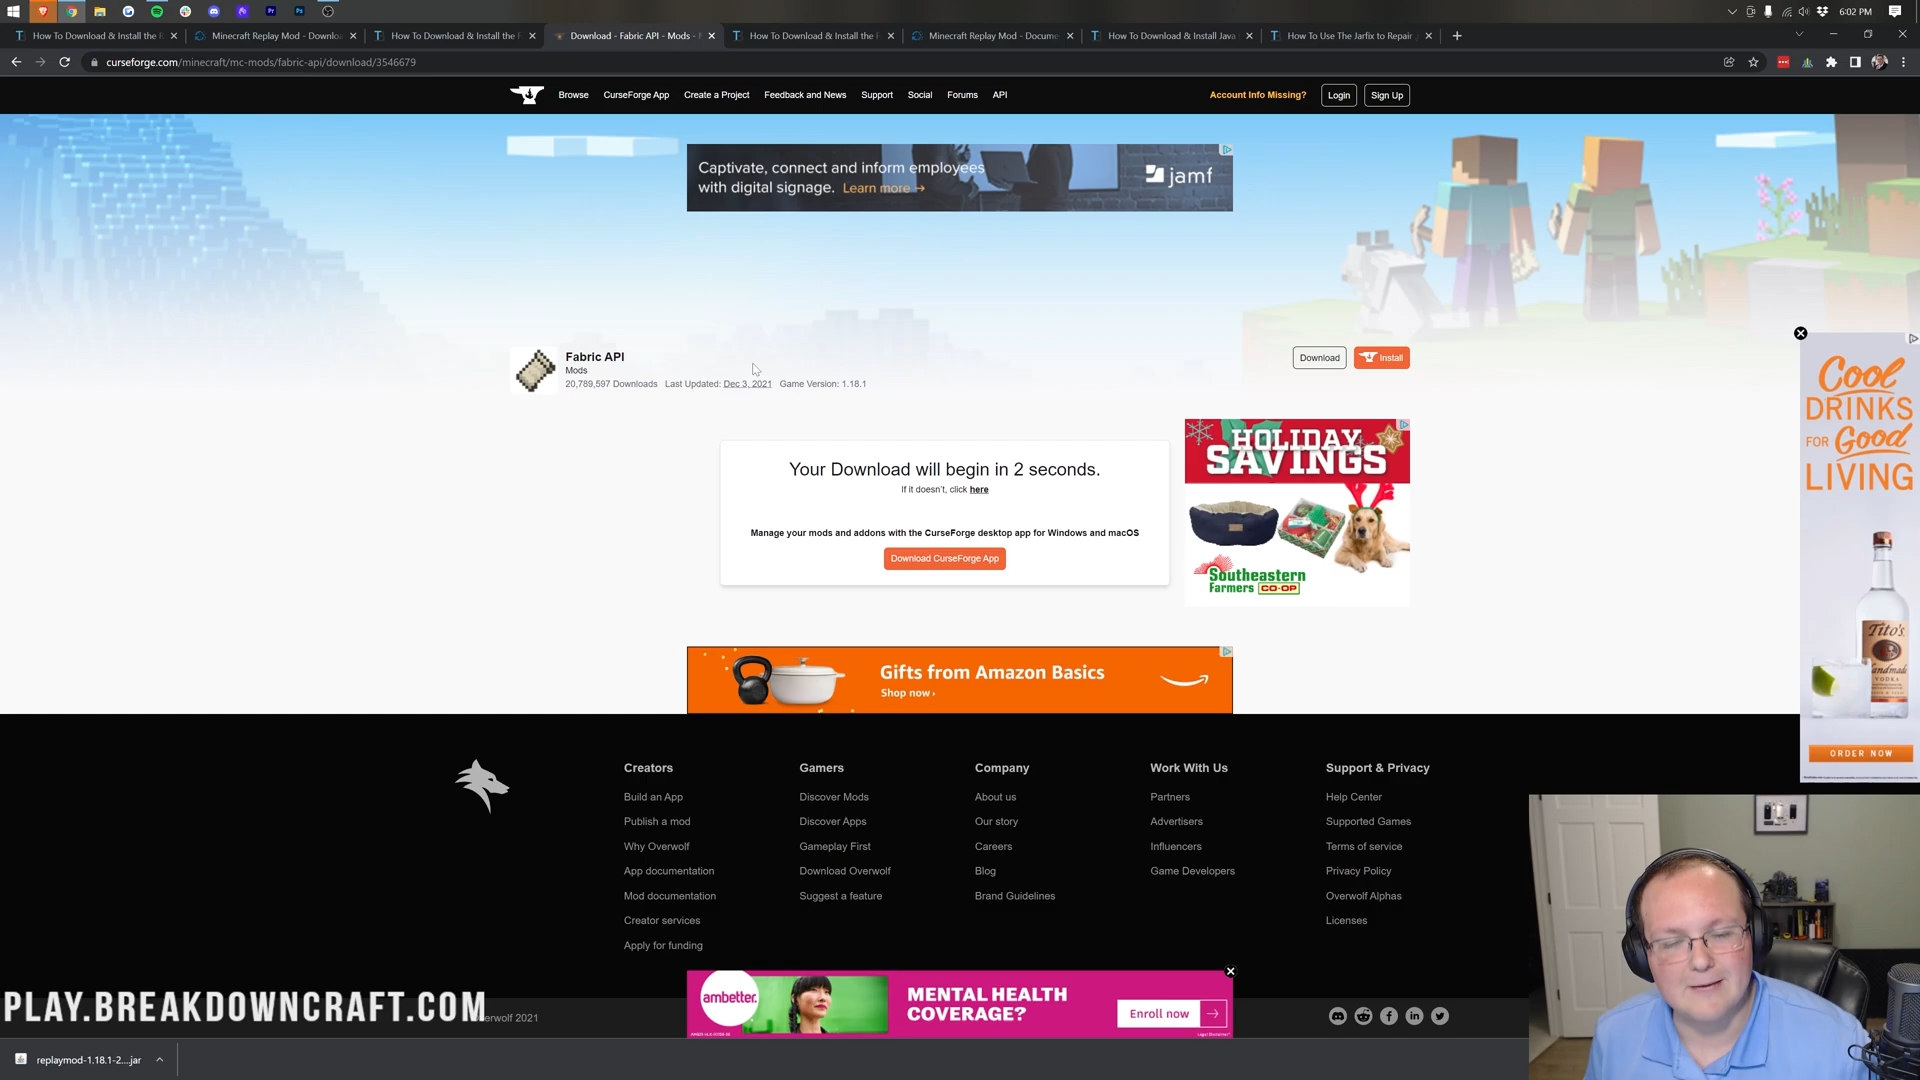 6:02 PM
How To Download & Install the R
Minecraft Replay Mod - Downloa
How To Download & Install the F
Download - Fabric API - Mods -
How To Download & Install the F
Minecraft Replay Mod - Docume
How To Download & Install Java
How To Use The Jarfix to Repair
curseforge.com/minecraft/mc-mods/fabric-api/download/3546679
Browse CurseForge App Create a Project Feedback and News Support Social Forums API Account Info Missing? Login Sign Up
Captivate, connect and inform employees
with digital signage. Learn more →
jamf
Fabric API
Mods
20,789,597 Downloads Last Updated: Dec 3, 2021 Game Version: 1.18.1
Download Install
Your Download will begin in 2 seconds.
If it doesn't, click here
Manage your mods and addons with the CurseForge desktop app for Windows and macOS
Download CurseForge App
HOLIDAY
SAVINGS
Southeastern
Farmers CO-OP
Cool
DRINKS
FOR Good
LIVING
Tito's
Handmade
VODKA
ORDER NOW
Gifts from Amazon Basics
Shop now ›
Creators
Build an App
Publish a mod
Why Overwolf
App documentation
Mod documentation
Creator services
Apply for funding
Gamers
Discover Mods
Discover Apps
Gameplay First
Download Overwolf
Suggest a feature
Company
About us
Our story
Careers
Blog
Brand Guidelines
Work With Us
Partners
Advertisers
Influencers
Game Developers
Support & Privacy
Help Center
Supported Games
Terms of service
Privacy Policy
Overwolf Alphas
Licenses
ambetter.
MENTAL HEALTH
COVERAGE?
Enroll now →
PLAY.BREAKDOWNCRAFT.COM
erwolf 2021
replaymod-1.18.1-2....jar